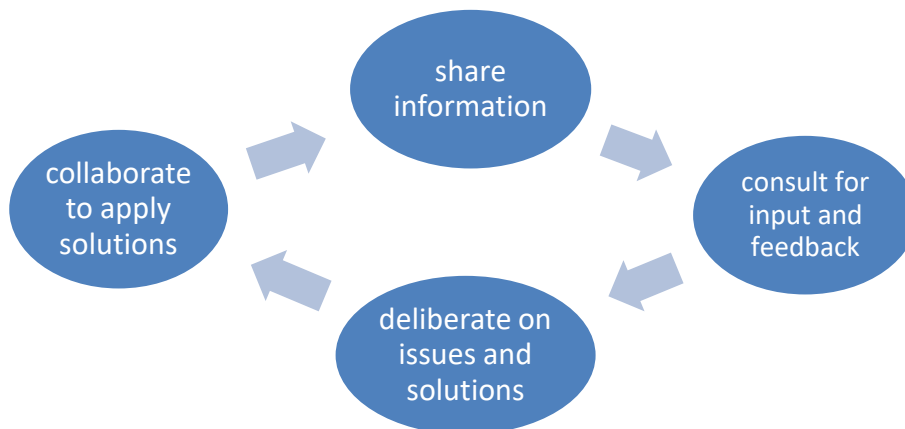 share
information
consult for
input and
feedback
deliberate on
issues and
solutions
collaborate
to apply
solutions